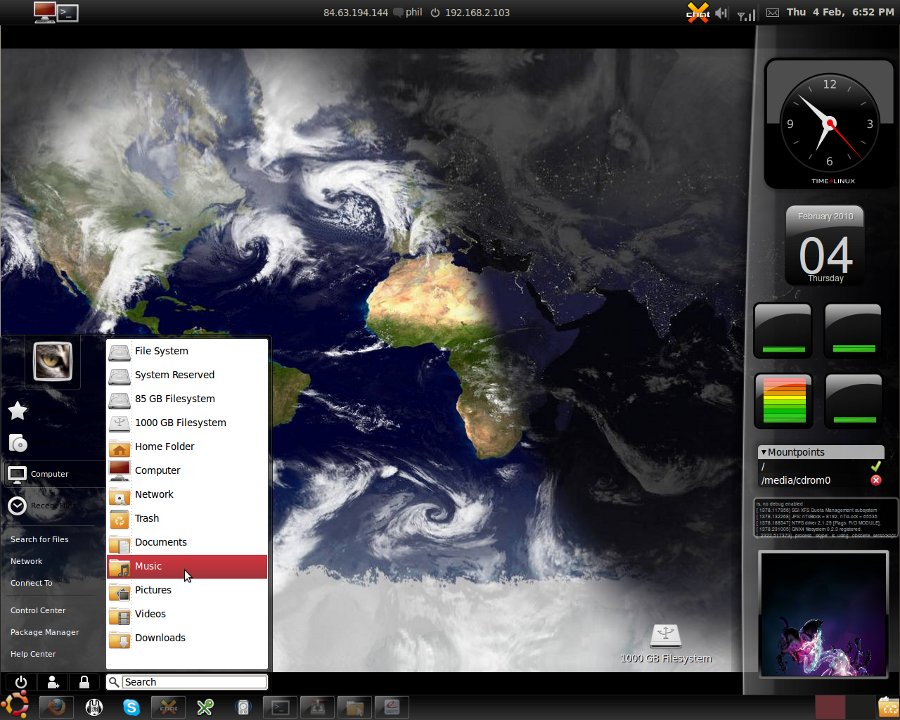 84.63.194.144 phil 192.168.2.103
chat
Thu 4 Feb, 6:52 PM
12
9 3
6
TIME4LINUX
February 2010
04
Thursday
Mountpoints
/
/media/cdrom0
1000 GB Filesystem
File System
System Reserved
85 GB Filesystem
1000 GB Filesystem
Home Folder
Computer
Network
Trash
Documents
Music
Pictures
Videos
Downloads
Computer
Search for Files
Network
Connect To
Control Center
Package Manager
Help Center
Search